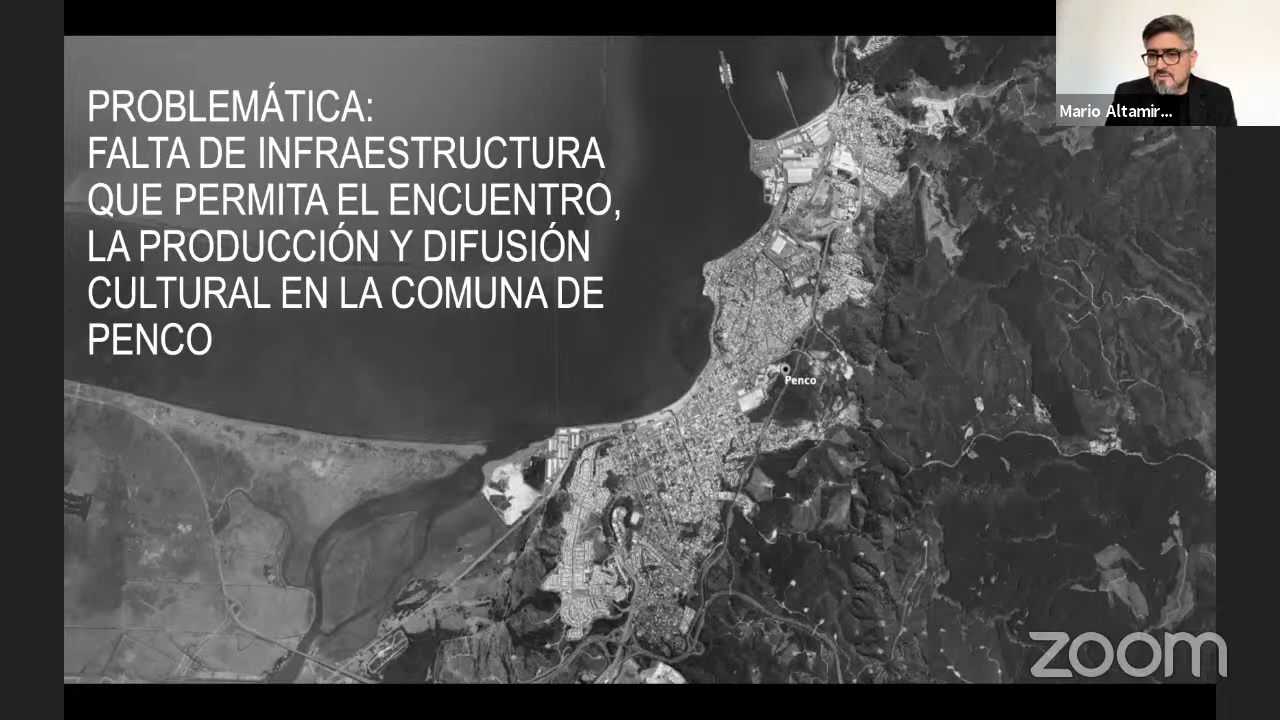 PROBLEMÁTICA:
FALTA DE INFRAESTRUCTURA
QUE PERMITA EL ENCUENTRO,
LA PRODUCCIÓN Y DIFUSIÓN
CULTURAL EN LA COMUNA DE
PENCO
Mario Altamir...
Penco
zoom